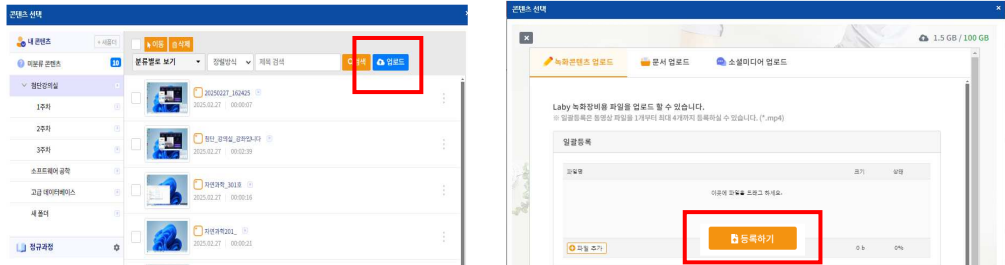 콘텐츠 선택
내 콘텐츠
+ 새폴더
이동 삭제
미분류 콘텐츠 10
분류별로 보기 정렬방식 제목 검색 검색 업로드
첨단강의실
1주차
2주차
3주차
소프트웨어 공학
고급 데이터베이스
새 폴더
정규과정
20250227_162425
2025.02.27 | 00:00:07
첨단_강의실_강좌입니다
2025.02.27 | 00:02:39
자연과학_301호
2025.02.27 | 00:00:16
자연과학201_
2025.02.27 | 00:00:21
콘텐츠 선택 ×
×
1.5 GB / 100 GB
녹화콘텐츠 업로드 문서 업로드 소셜미디어 업로드
Laby 녹화장비용 파일을 업로드 할 수 있습니다.
※ 일괄등록은 동영상 파일을 1개부터 최대 4개까지 등록하실 수 있습니다. (*.mp4)
일괄등록
파일명 크기 상태
이곳에 파일을 드래그 하세요.
등록하기
파일 추가 0 b 0%